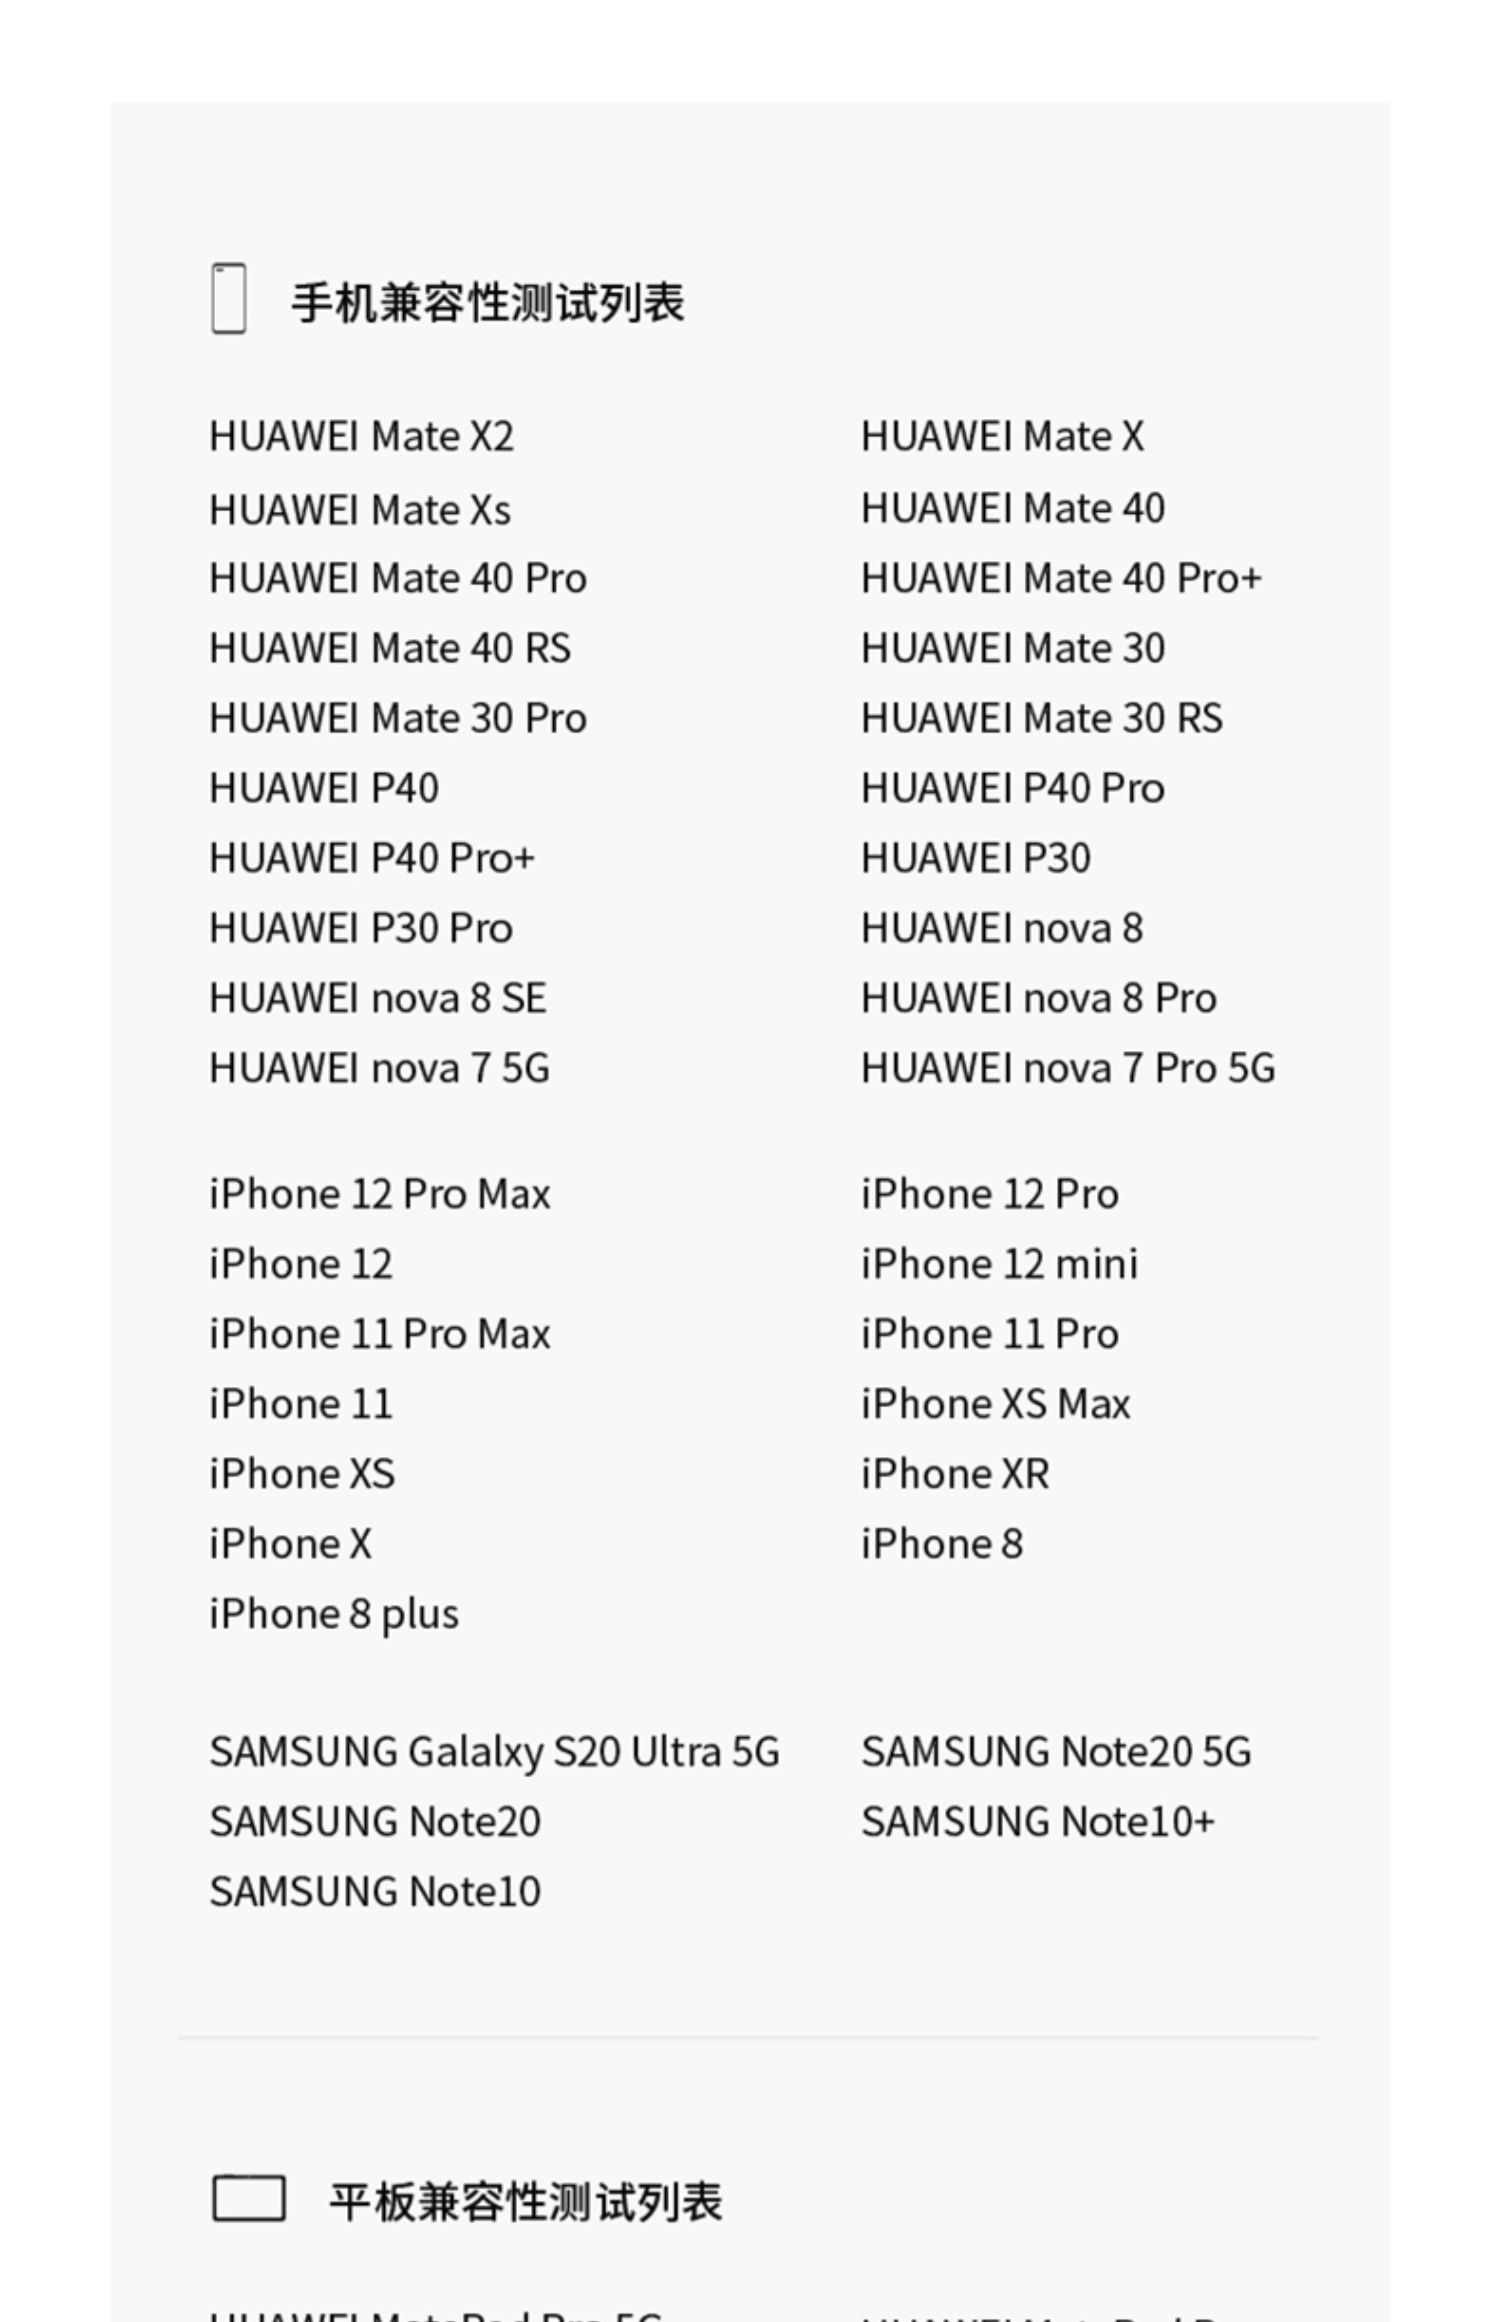 手机兼容性测试列表
HUAWEI Mate X2
HUAWEI Mate X
HUAWEI Mate Xs
HUAWEI Mate 40
HUAWEI Mate 40 Pro
HUAWEI Mate 40 Pro+
HUAWEI Mate 40 RS
HUAWEI Mate 30
HUAWEI Mate 30 Pro
HUAWEI Mate 30 RS
HUAWEI P40
HUAWEI P40 Pro
HUAWEI P40 Pro+
HUAWEI P30
HUAWEI P30 Pro
HUAWEI nova 8
HUAWEI nova 8 SE
HUAWEI nova 8 Pro
HUAWEI nova 7 5G
HUAWEI nova 7 Pro 5G
iPhone 12 Pro Max
iPhone 12 Pro
iPhone 12
iPhone 12 mini
iPhone 11 Pro Max
iPhone 11 Pro
iPhone 11
iPhone XS Max
iPhone XS
iPhone XR
iPhone X
iPhone 8
iPhone 8 plus
SAMSUNG Galalxy S20 Ultra 5G
SAMSUNG Note20 5G
SAMSUNG Note20
SAMSUNG Note10+
SAMSUNG Note10
平板兼容性测试列表
HUAWEI MatePad Pro 5G